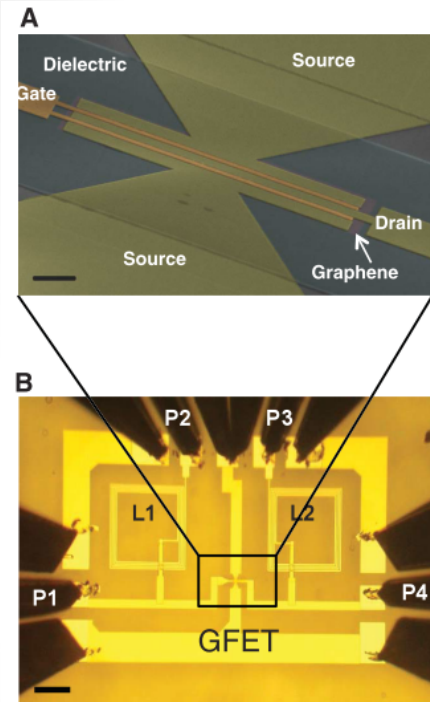 A
Dielectric
Source
Gate
Drain
Source
Graphene
B
P2
P3
L1
L2
P1
P4
GFET